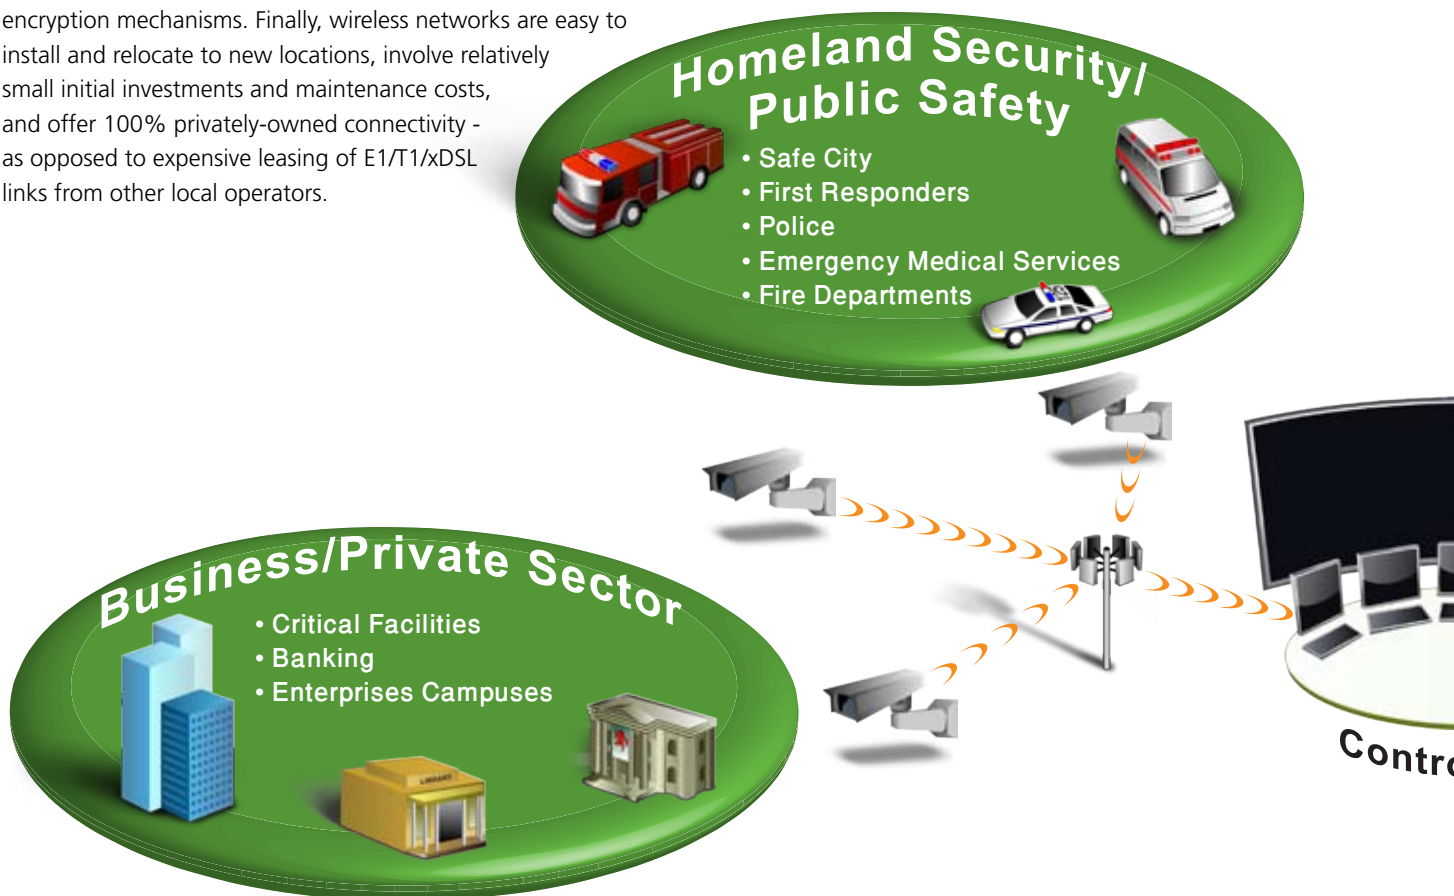 encryption mechanisms. Finally, wireless networks are easy to
install and relocate to new locations, involve relatively
small initial investments and maintenance costs,
and offer 100% privately-owned connectivity -
as opposed to expensive leasing of E1/T1/xDSL
links from other local operators.
Homeland Security/
Public Safety
• Safe City
• First Responders
• Police
• Emergency Medical Services
• Fire Departments
Business/Private Sector
• Critical Facilities
• Banking
• Enterprises Campuses
LIBRARY